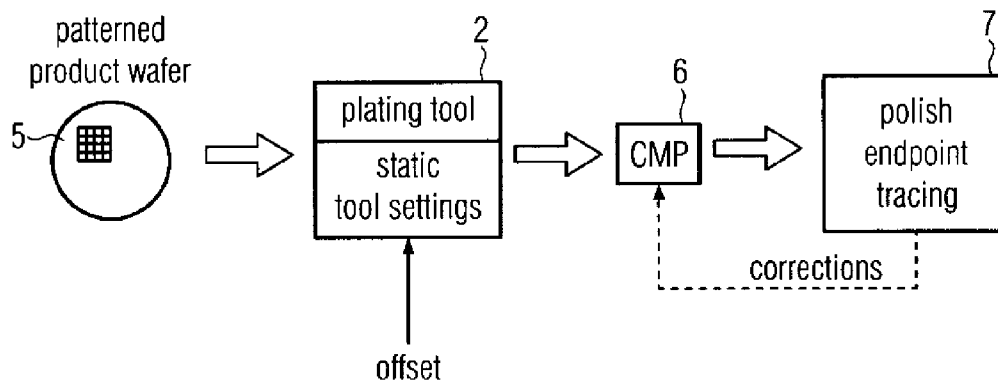 patterned
product wafer
5
2
plating tool
static
tool settings
offset
6
CMP
7
polish
endpoint
tracing
corrections